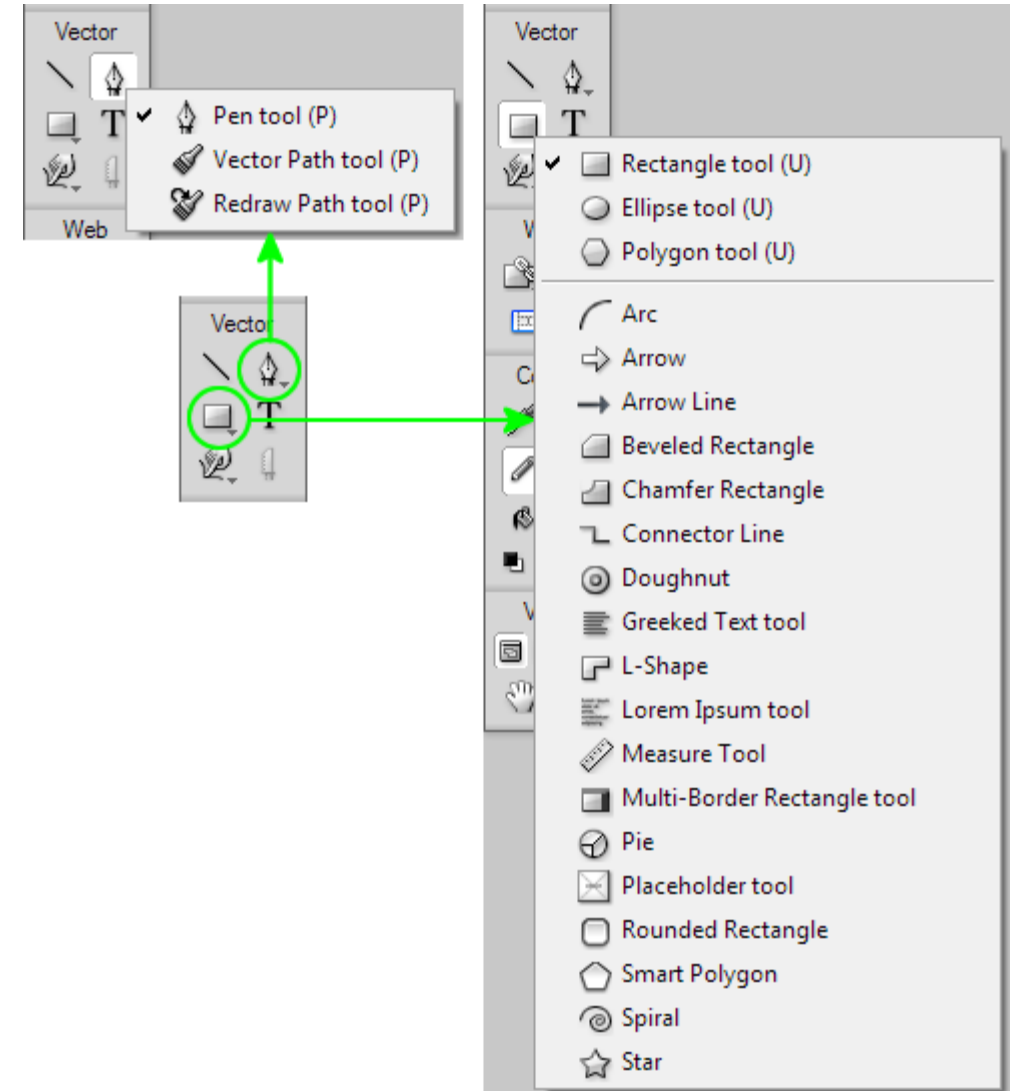 Vector
T
Pen tool (P)
Vector Path tool (P)
Redraw Path tool (P)
Web
Vector
T
Vector
T
Rectangle tool (U)
Ellipse tool (U)
Polygon tool (U)
Arc
Arrow
Arrow Line
Beveled Rectangle
Chamfer Rectangle
Connector Line
Doughnut
Greeked Text tool
L-Shape
Lorem Ipsum tool
Measure Tool
Multi-Border Rectangle tool
Pie
Placeholder tool
Rounded Rectangle
Smart Polygon
Spiral
Star